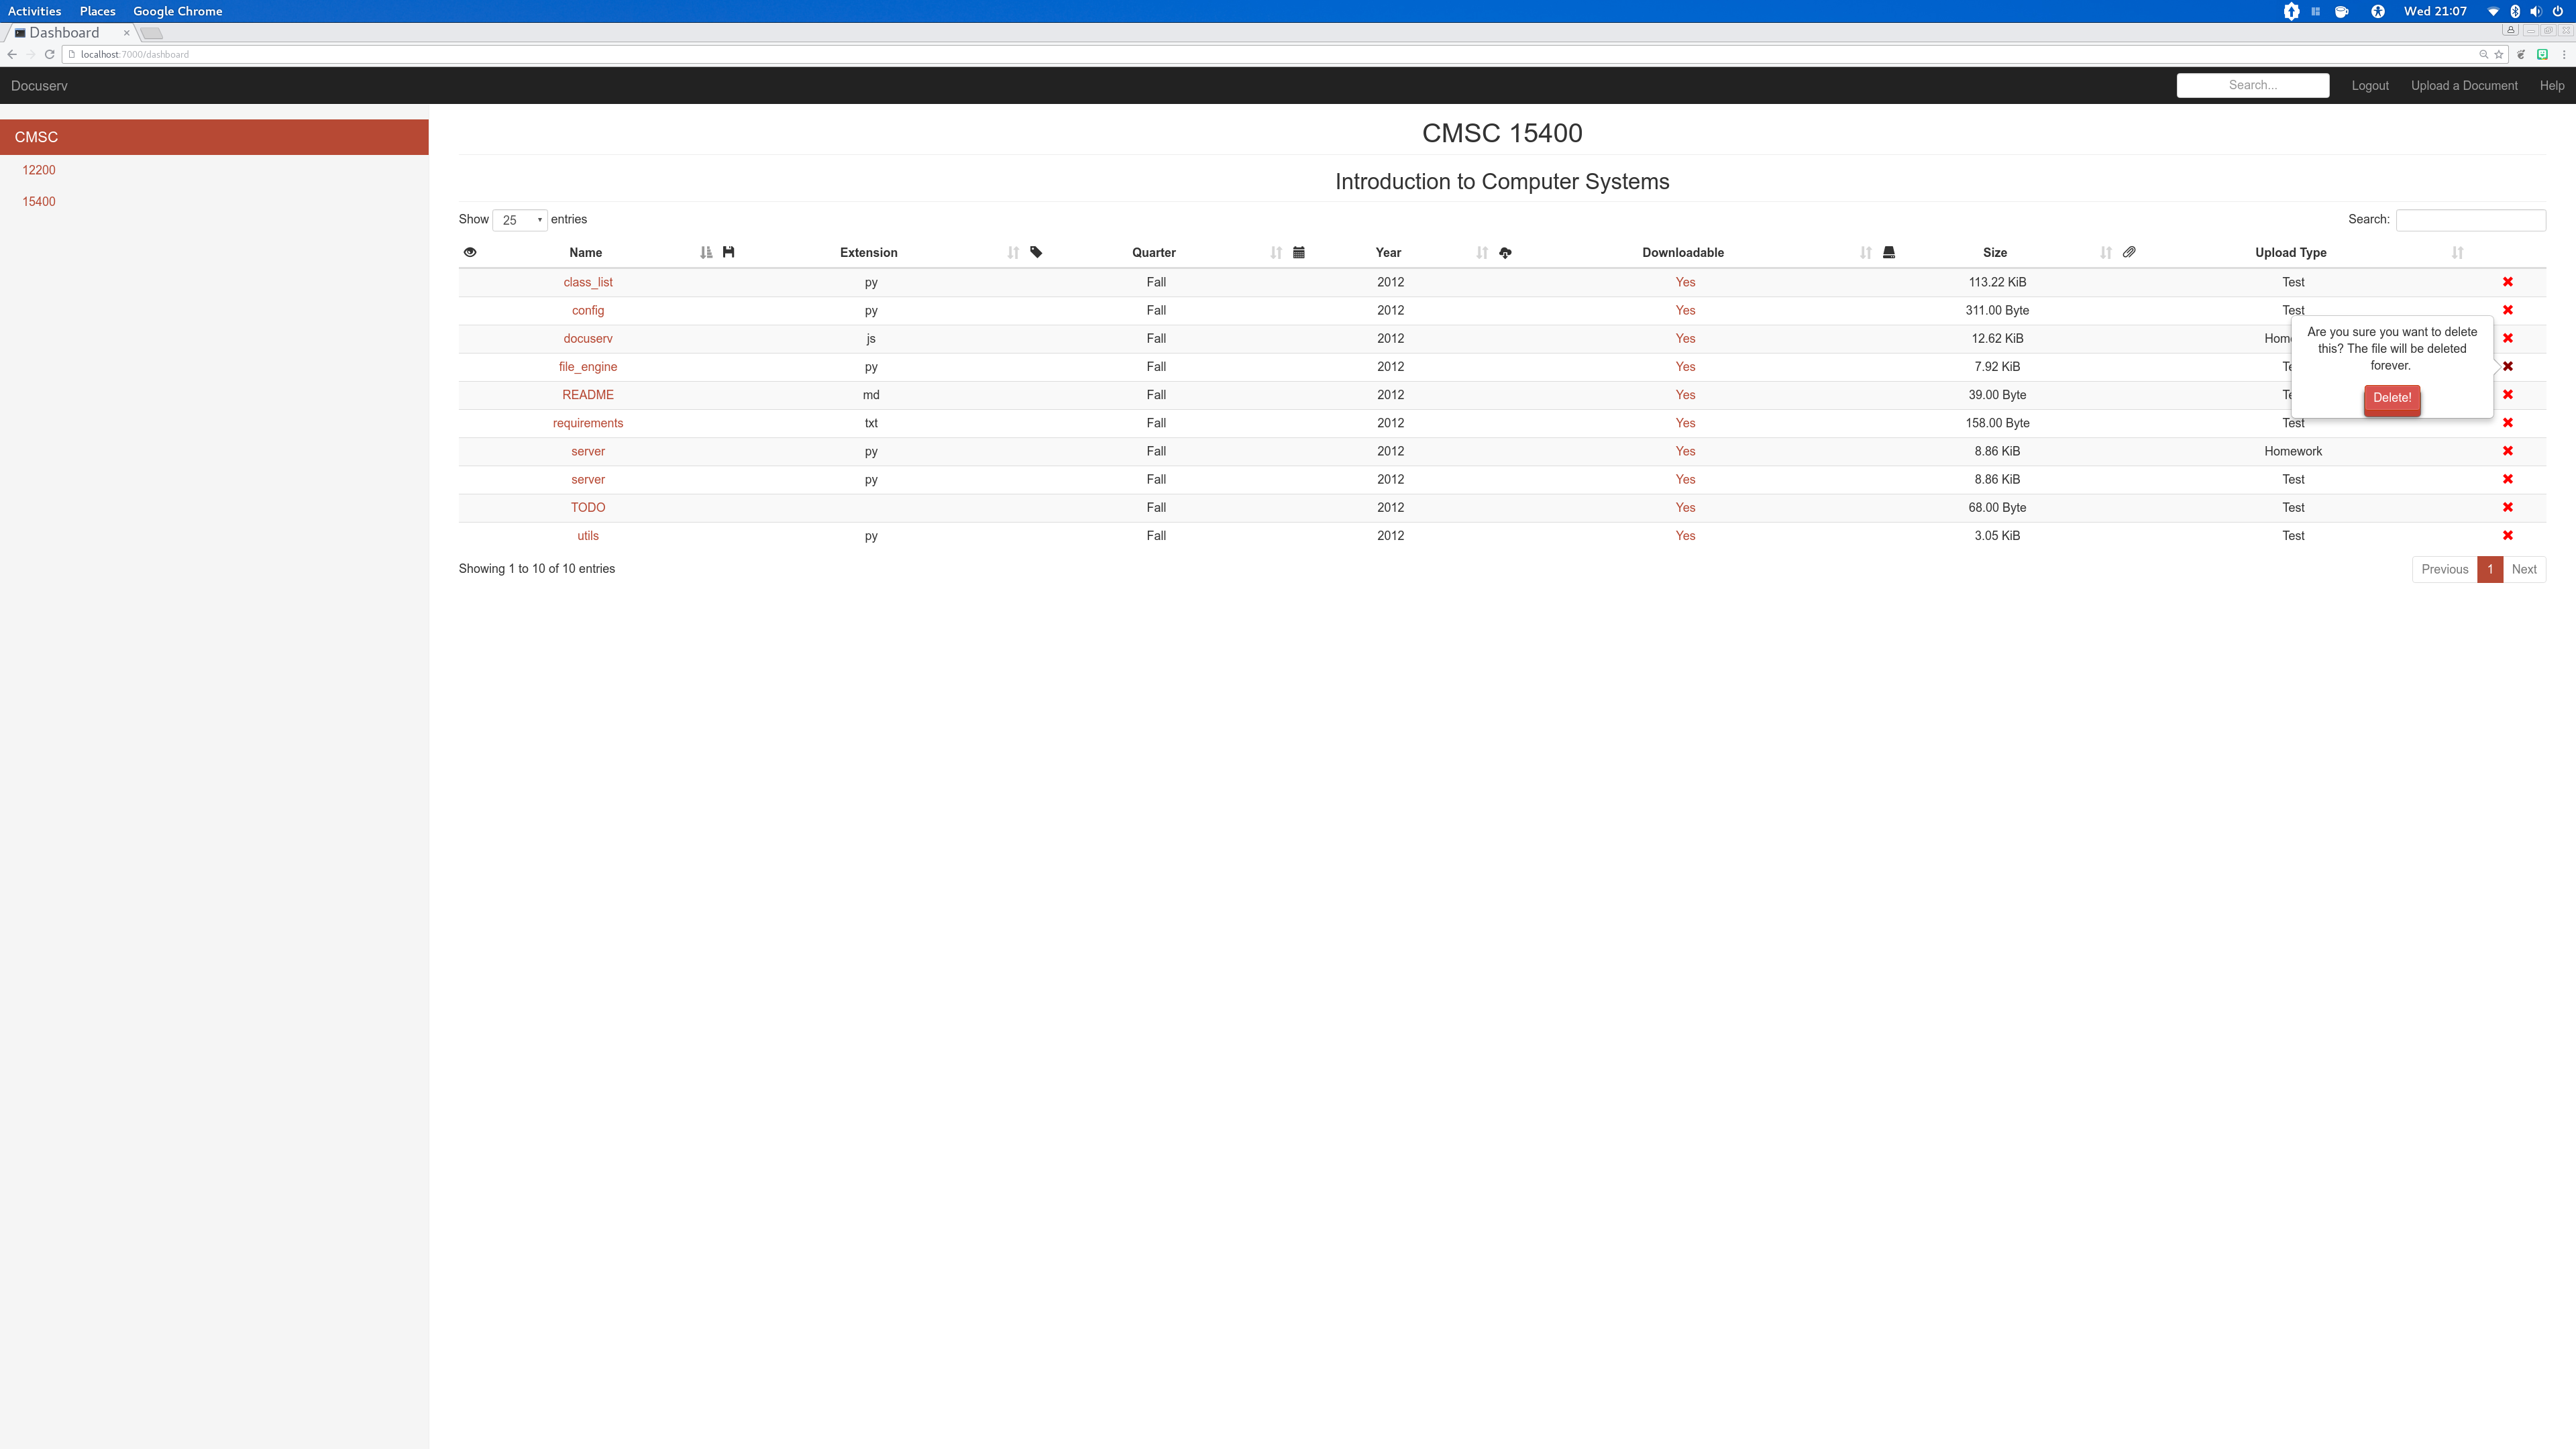 Activities Places Google Chrome Wed 21:07
Dashboard
localhost:7000/dashboard
Docuserv Search... Logout Upload a Document Help
CMSC
12200
15400
CMSC 15400
Introduction to Computer Systems
Show 25 entries Search:
Name Extension Quarter Year Downloadable Size Upload Type
class_list py Fall 2012 Yes 113.22 KiB Test
config py Fall 2012 Yes 311.00 Byte Test
docuserv js Fall 2012 Yes 12.62 KiB Hom
file_engine py Fall 2012 Yes 7.92 KiB Te
README md Fall 2012 Yes 39.00 Byte Te
requirements txt Fall 2012 Yes 158.00 Byte Test
server py Fall 2012 Yes 8.86 KiB Homework
server py Fall 2012 Yes 8.86 KiB Test
TODO Fall 2012 Yes 68.00 Byte Test
utils py Fall 2012 Yes 3.05 KiB Test
Are you sure you want to delete
this? The file will be deleted
forever.
Delete!
Showing 1 to 10 of 10 entries Previous 1 Next